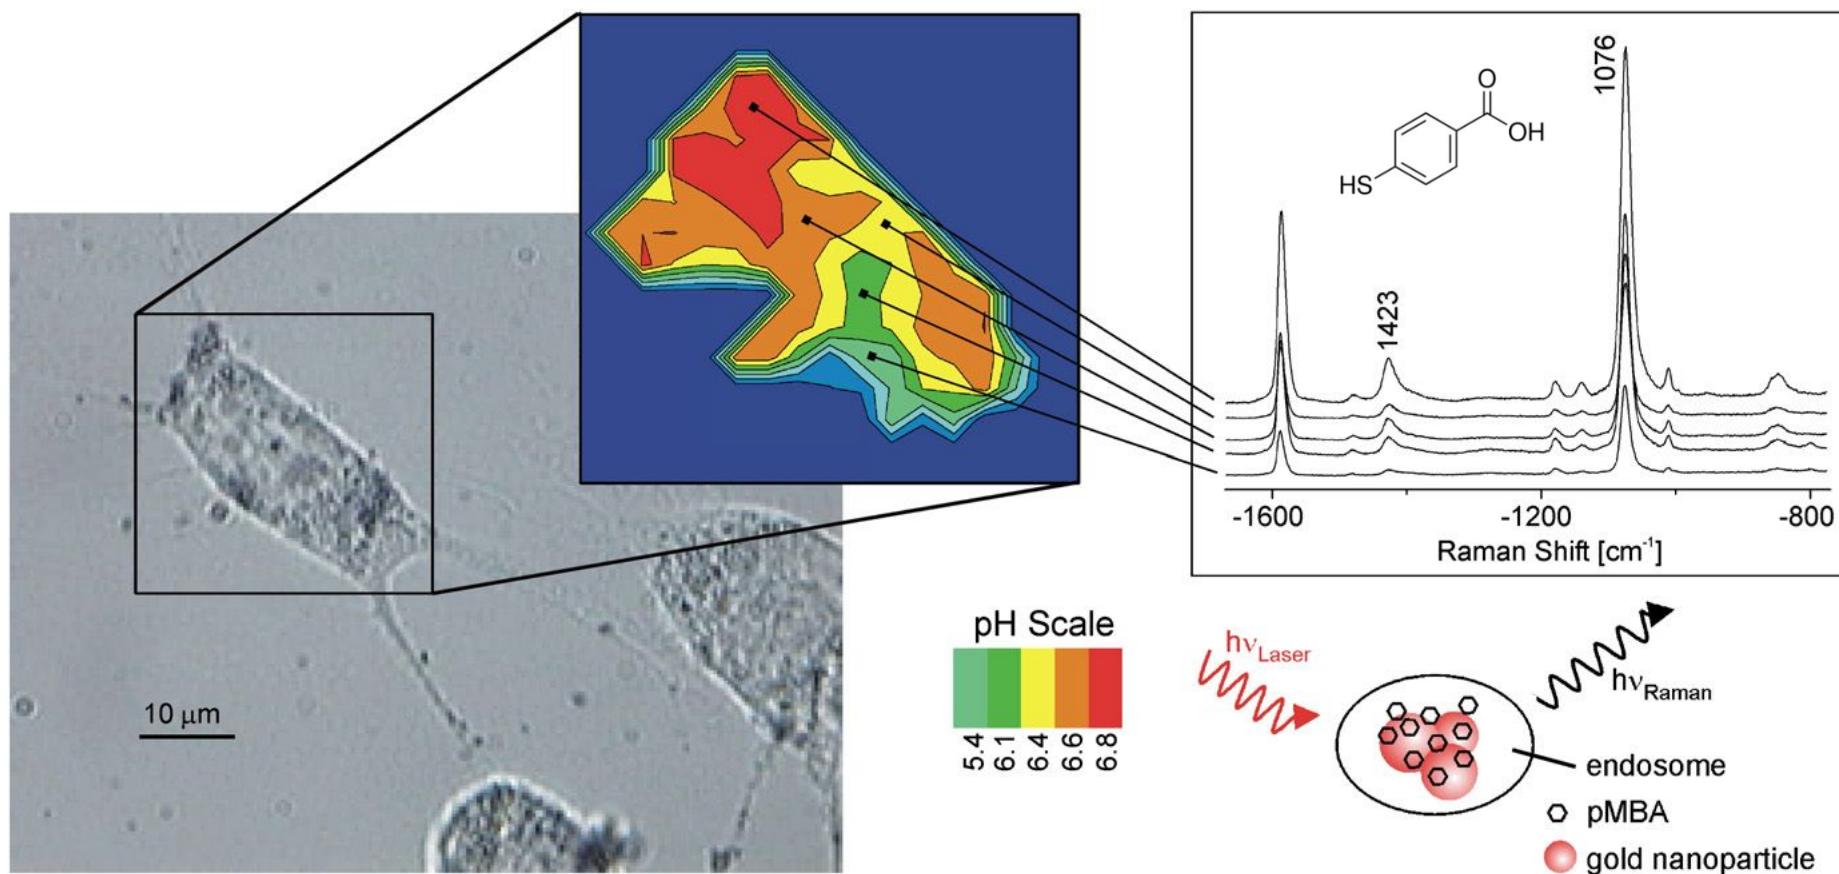 1076
1423
O
OH
HS
-1600
-1200
-800
Raman Shift [cm⁻¹]
10 µm
pH Scale
5.4
6.1
6.4
6.6
6.8
hνLaser
hνRaman
endosome
pMBA
gold nanoparticle